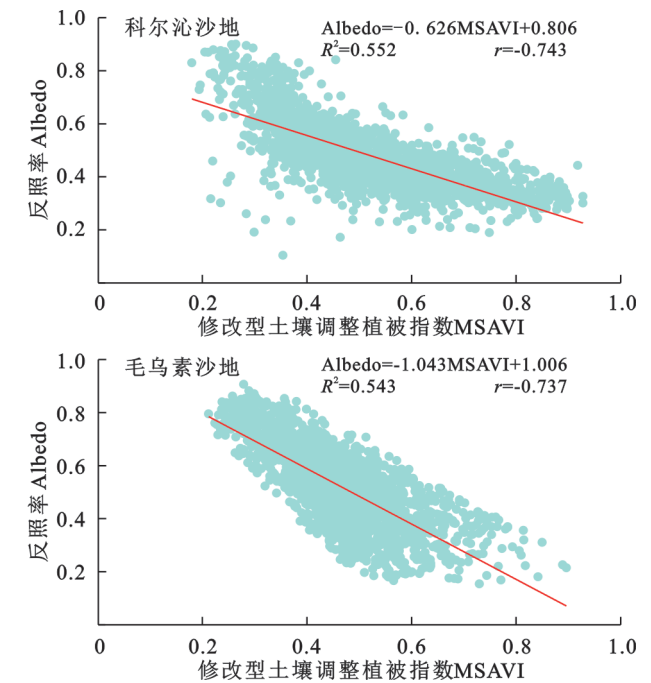 科尔沁沙地
Albedo=−0. 626MSAVI+0.806
R²=0.552 r=-0.743
1.0
0.8
0.6
0.4
0.2
反照率 Albedo
0 0.2 0.4 0.6 0.8 1.0
修改型土壤调整植被指数MSAVI
毛乌素沙地
Albedo=-1.043MSAVI+1.006
R²=0.543 r=-0.737
1.0
0.8
0.6
0.4
0.2
反照率 Albedo
0 0.2 0.4 0.6 0.8 1.0
修改型土壤调整植被指数MSAVI